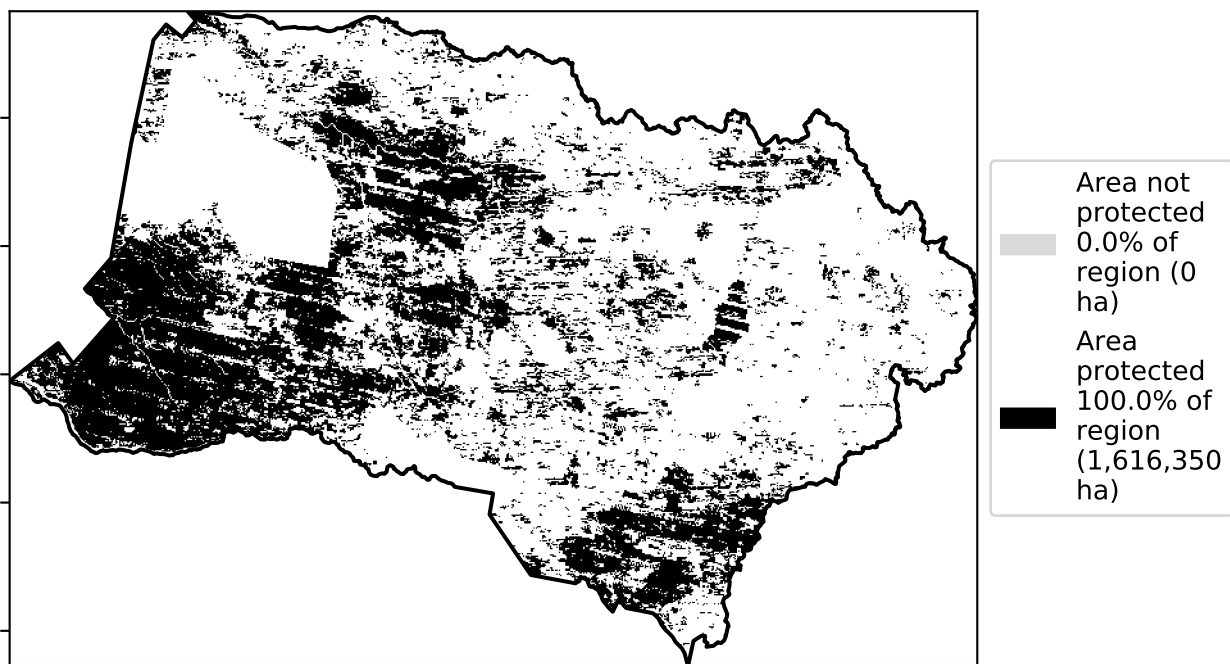 Area not
protected
0.0% of
region (0
ha)
Area
protected
100.0% of
region
(1,616,350
ha)